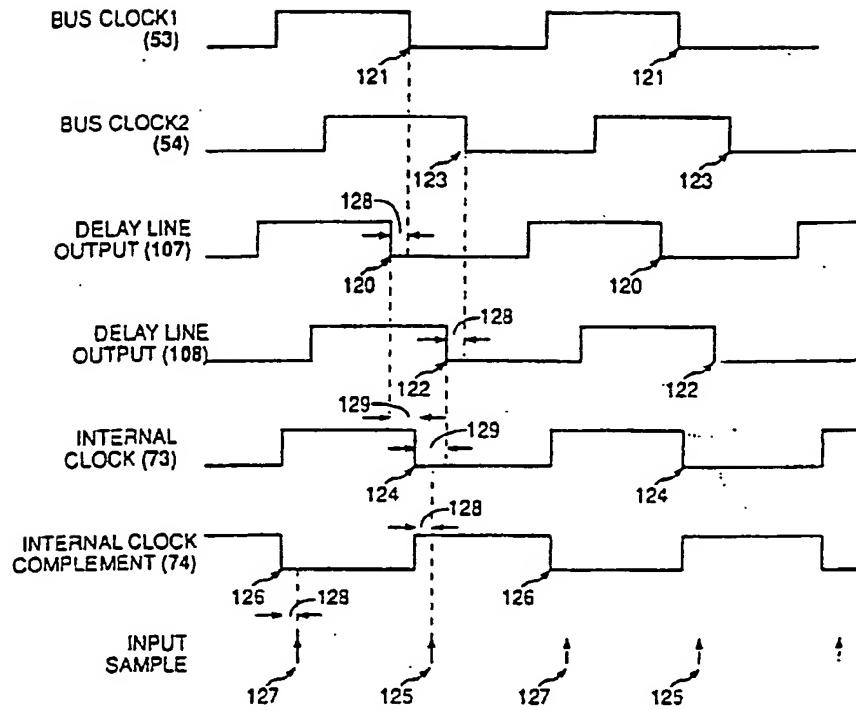 BUS CLOCK1
(53)
121
121
BUS CLOCK2
(54)
123
123
128
DELAY LINE
OUTPUT (107)
120
120
128
DELAY LINE
OUTPUT (108)
122
122
129
129
INTERNAL
CLOCK (73)
124
124
128
INTERNAL CLOCK
COMPLEMENT (74)
126
128
126
INPUT
SAMPLE
127
125
127
125